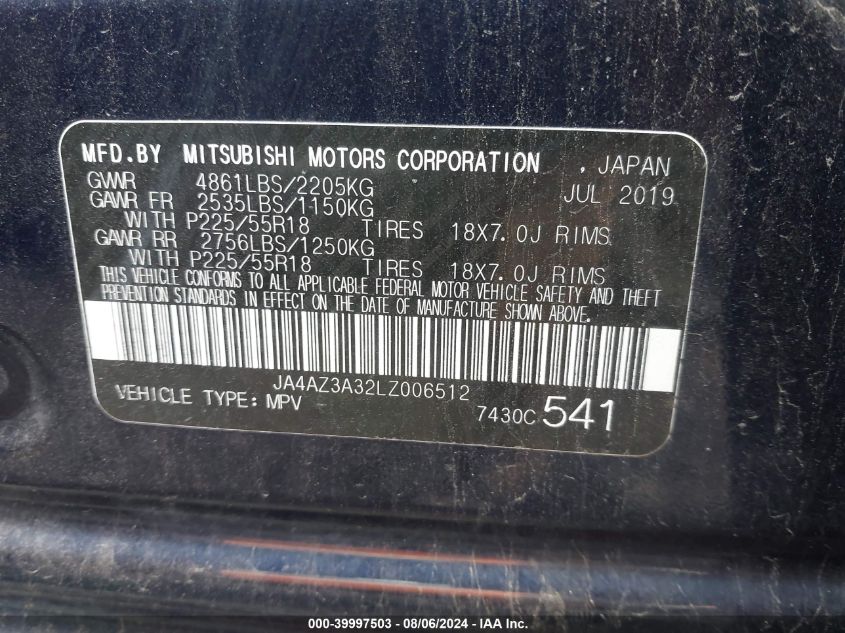 MFD.BY MITSUBISHI MOTORS CORPORATION , JAPAN
GVWR 4861LBS/2205KG JUL 2019
GAWR FR 2535LBS/1150KG
WITH P225/55R18 TIRES 18X7.0J RIMS
GAWR RR 2756LBS/1250KG
WITH P225/55R18 TIRES 18X7.0J RIMS
THIS VEHICLE CONFORMS TO ALL APPLICABLE FEDERAL MOTOR VEHICLE SAFETY AND THEFT
PREVENTION STANDARDS IN EFFECT ON THE DATE OF MANUFACTURE SHOWN ABOVE.
JA4AZ3A32LZ006512
VEHICLE TYPE: MPV 7430C 541
000-39997503 - 08/06/2024 - IAA Inc.